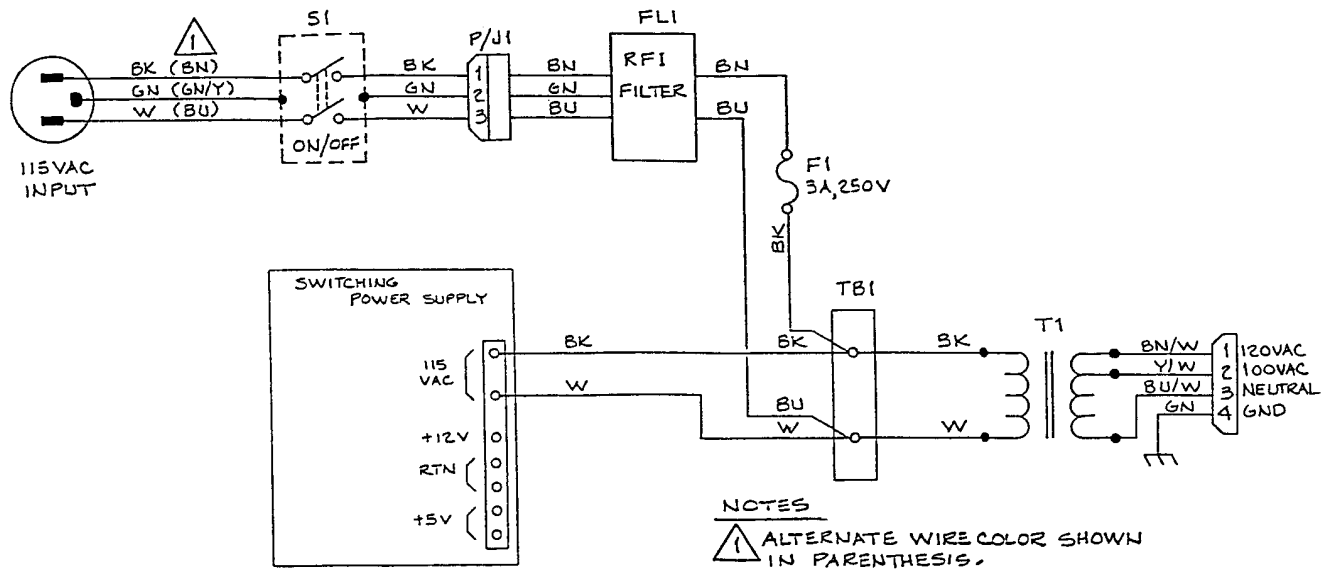 S1
FL1
1
P/J1
BK (BN)
GN (GN/Y)
W (BU)
BK
GN
W
1
2
3
BN
GN
BU
RFI
FILTER
BN
BU
ON/OFF
115VAC
INPUT
F1
3A, 250V
BK
SWITCHING
POWER SUPPLY
TB1
T1
115
VAC
BK
BK
BK
W
BU
W
W
+12V
RTN
+5V
BN/W
Y/W
BU/W
GN
1 120VAC
2 100VAC
3 NEUTRAL
4 GND
NOTES
1 ALTERNATE WIRE COLOR SHOWN
IN PARENTHESIS.